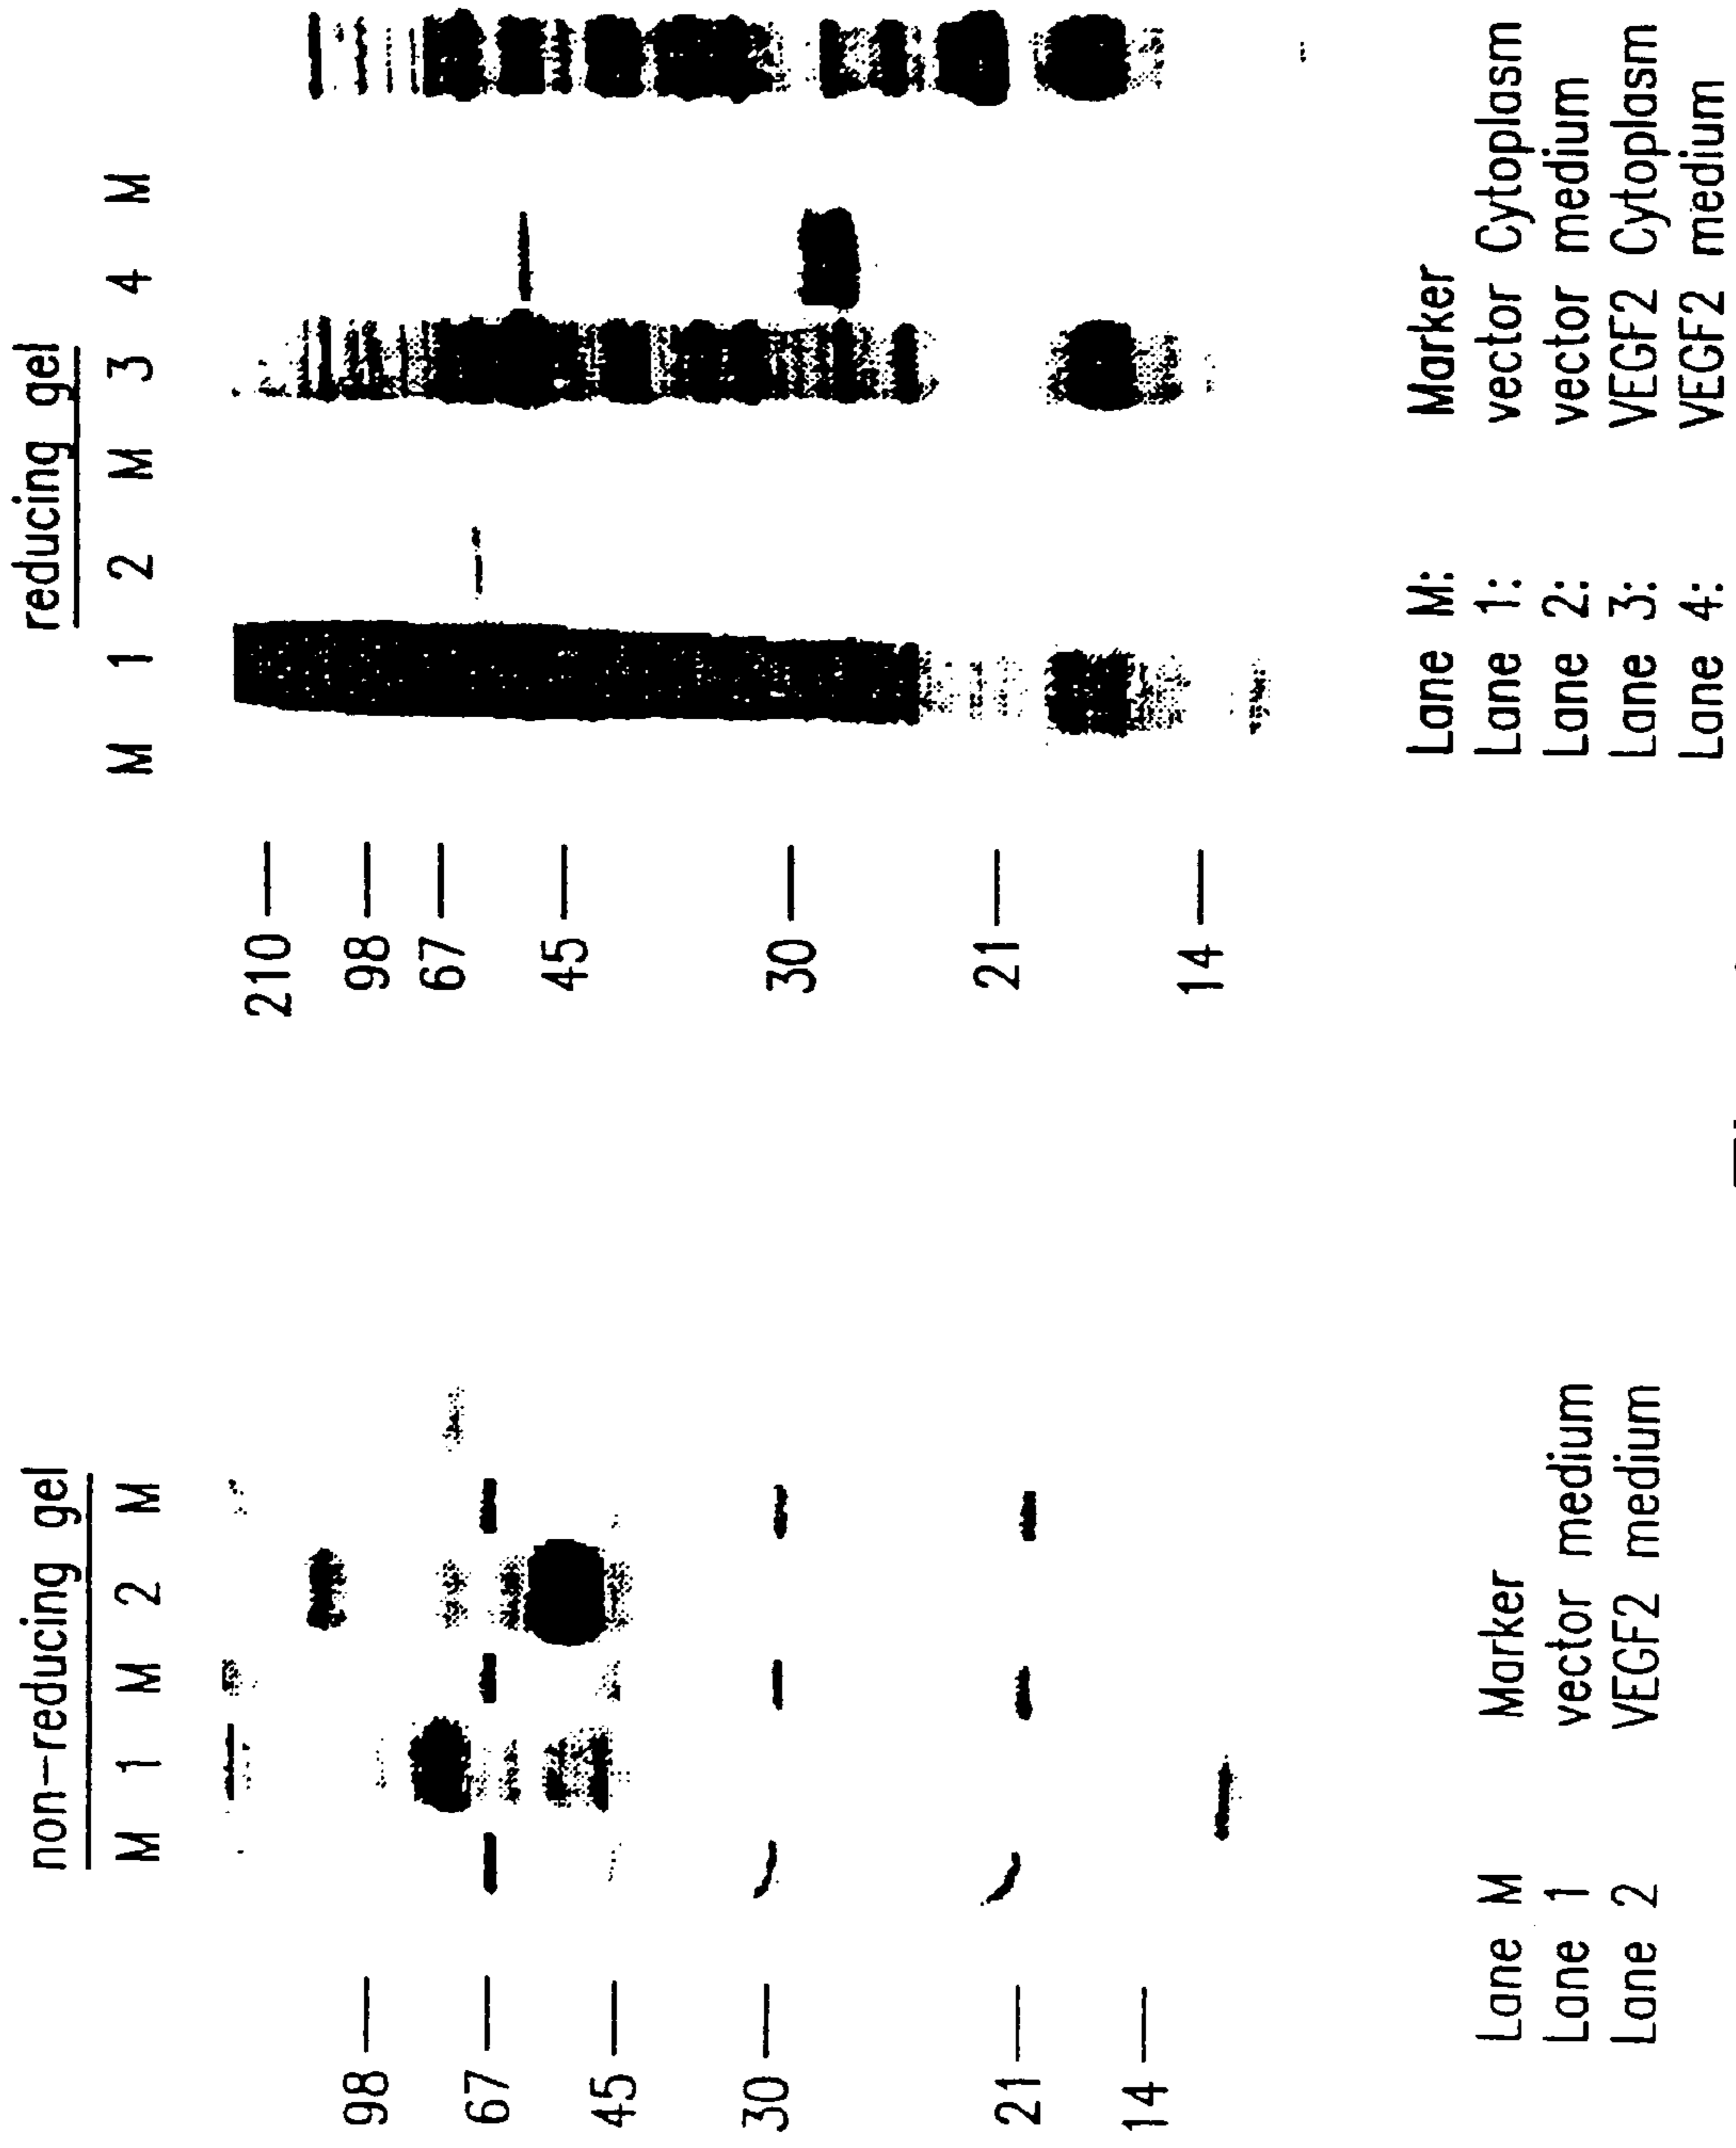 non-reducing gel
M 1 M 2 M
98
67
45
30
21
14
Lane M Marker
Lane 1 vector medium
Lane 2 VEGF2 medium
reducing gel
M 1 2 M 3 4 M
210
98
67
45
30
21
14
Lane M: Marker
Lane 1: vector Cytoplasm
Lane 2: vector medium
Lane 3: VEGF2 Cytoplasm
Lane 4: VEGF2 medium